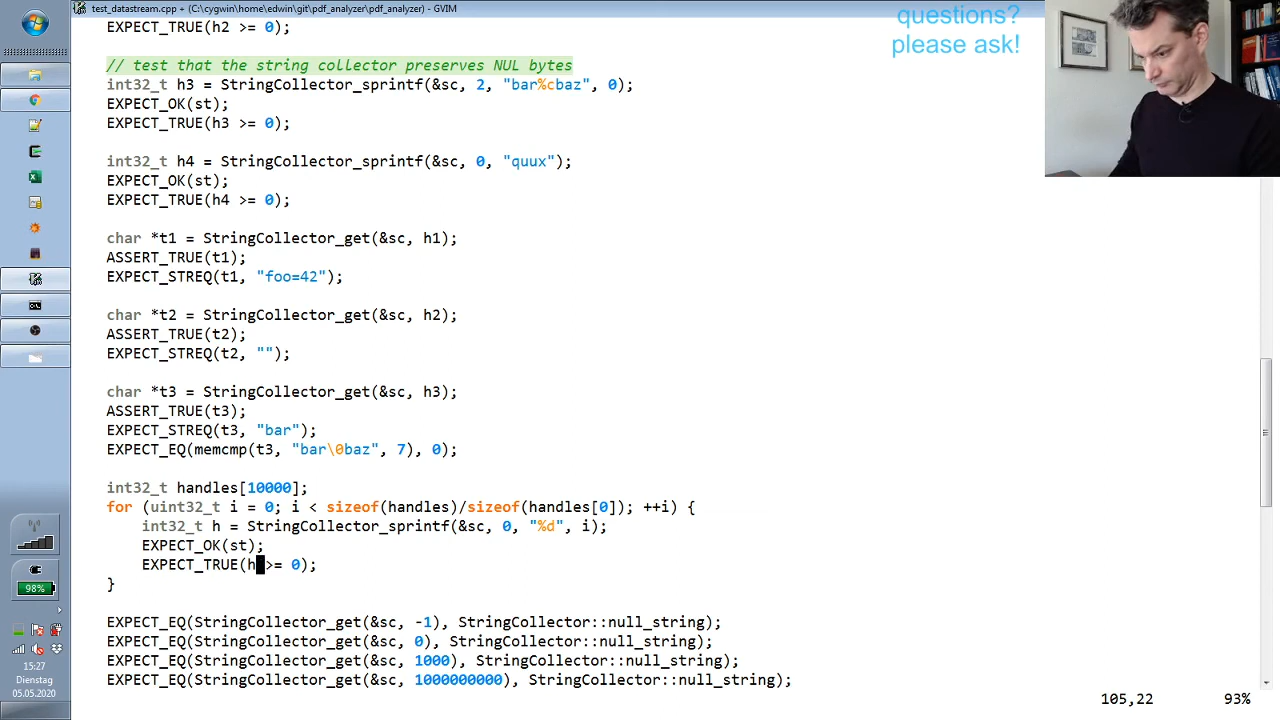 test_datastream.cpp + (C:\cygwin\home\edwin\git\pdf_analyzer\pdf_analyzer) - GVIM
questions?
please ask!
EXPECT_TRUE(h2 >= 0);
// test that the string collector preserves NUL bytes
int32_t h3 = StringCollector_sprintf(&sc, 2, "bar%cbaz", 0);
EXPECT_OK(st);
EXPECT_TRUE(h3 >= 0);
int32_t h4 = StringCollector_sprintf(&sc, 0, "quux");
EXPECT_OK(st);
EXPECT_TRUE(h4 >= 0);
char *t1 = StringCollector_get(&sc, h1);
ASSERT_TRUE(t1);
EXPECT_STREQ(t1, "foo=42");
char *t2 = StringCollector_get(&sc, h2);
ASSERT_TRUE(t2);
EXPECT_STREQ(t2, "");
char *t3 = StringCollector_get(&sc, h3);
ASSERT_TRUE(t3);
EXPECT_STREQ(t3, "bar");
EXPECT_EQ(memcmp(t3, "bar\0baz", 7), 0);
int32_t handles[10000];
for (uint32_t i = 0; i < sizeof(handles)/sizeof(handles[0]); ++i) {
int32_t h = StringCollector_sprintf(&sc, 0, "%d", i);
EXPECT_OK(st);
EXPECT_TRUE(h >= 0);
}
EXPECT_EQ(StringCollector_get(&sc, -1), StringCollector::null_string);
EXPECT_EQ(StringCollector_get(&sc, 0), StringCollector::null_string);
EXPECT_EQ(StringCollector_get(&sc, 1000), StringCollector::null_string);
EXPECT_EQ(StringCollector_get(&sc, 1000000000), StringCollector::null_string);
105,22
93%
98%
15:27
Dienstag
05.05.2020